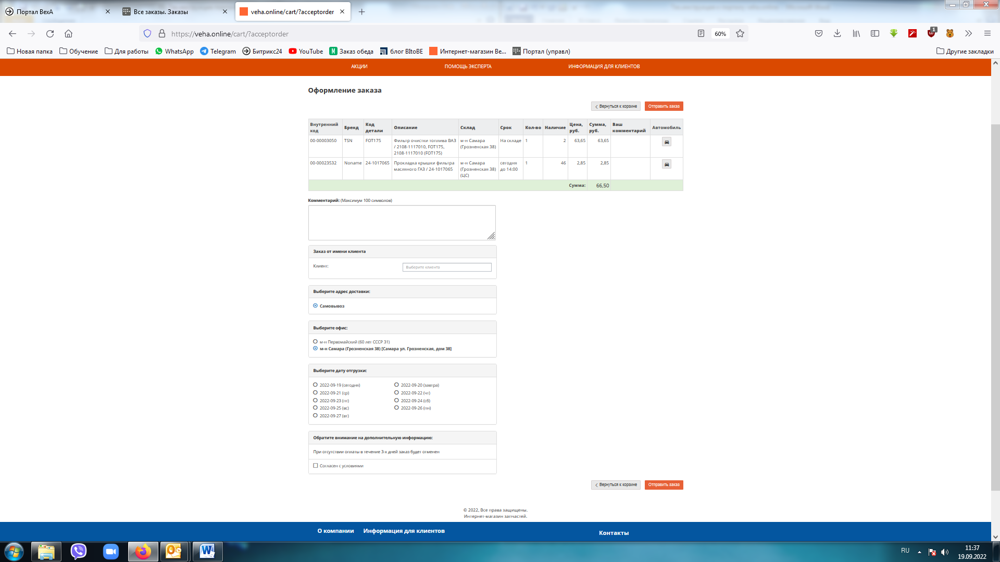 Портал ВехА
Все заказы. Заказы
veha.online/cart/?acceptorder
https://veha.online/cart/?acceptorder
60%
1
Новая папка
Обучение
Для работы
WhatsApp
Telegram
Битрикс24
YouTube
Заказ обеда
блог BItoBE
Интернет-магазин Ве...
Портал (управл)
Другие закладки
АКЦИИ
ПОМОЩЬ ЭКСПЕРТА
ИНФОРМАЦИЯ ДЛЯ КЛИЕНТОВ
Оформление заказа
Вернуться к корзине
Отправить заказ
Внутренний код Бренд Код детали Описание Склад Срок Кол-во Наличие Цена, руб. Сумма, руб. Ваш комментарий Автомобиль
00-00003050 TSN FOT175 Фильтр очистки топлива ВАЗ м-н Самара На складе 1 2 63,65 63,65
/ 2108-1117010, FOT175, (Грозненская 38)
2108-1117010 (FOT175)
00-00023532 Noname 24-1017065 Прокладка крышки фильтра м-н Самара сегодня 1 46 2,85 2,85
масляного ГАЗ / 24-1017065 (Грозненская 38) до 14:00
(ЦС)
Сумма: 66,50
Комментарий: (Максимум 100 символов)
Заказ от имени клиента
Клиент:
Выберите клиента
Выберите адрес доставки:
Самовывоз
Выберите офис:
м-н Первомайский (60 лет СССР 31)
м-н Самара (Грозненская 38) [Самара ул. Грозненская, дом 38]
Выберите дату отгрузки:
2022-09-19 (сегодня) 2022-09-20 (завтра)
2022-09-21 (ср) 2022-09-22 (чт)
2022-09-23 (пт) 2022-09-24 (сб)
2022-09-25 (вс) 2022-09-26 (пн)
2022-09-27 (вт)
Обратите внимание на дополнительную информацию:
При отсутствии оплаты в течение 3-х дней заказ будет отменен
Согласен с условиями
Вернуться к корзине
Отправить заказ
© 2022, Все права защищены.
Интернет-магазин запчастей.
О компании
Информация для клиентов
Контакты
RU
11:37
19.09.2022